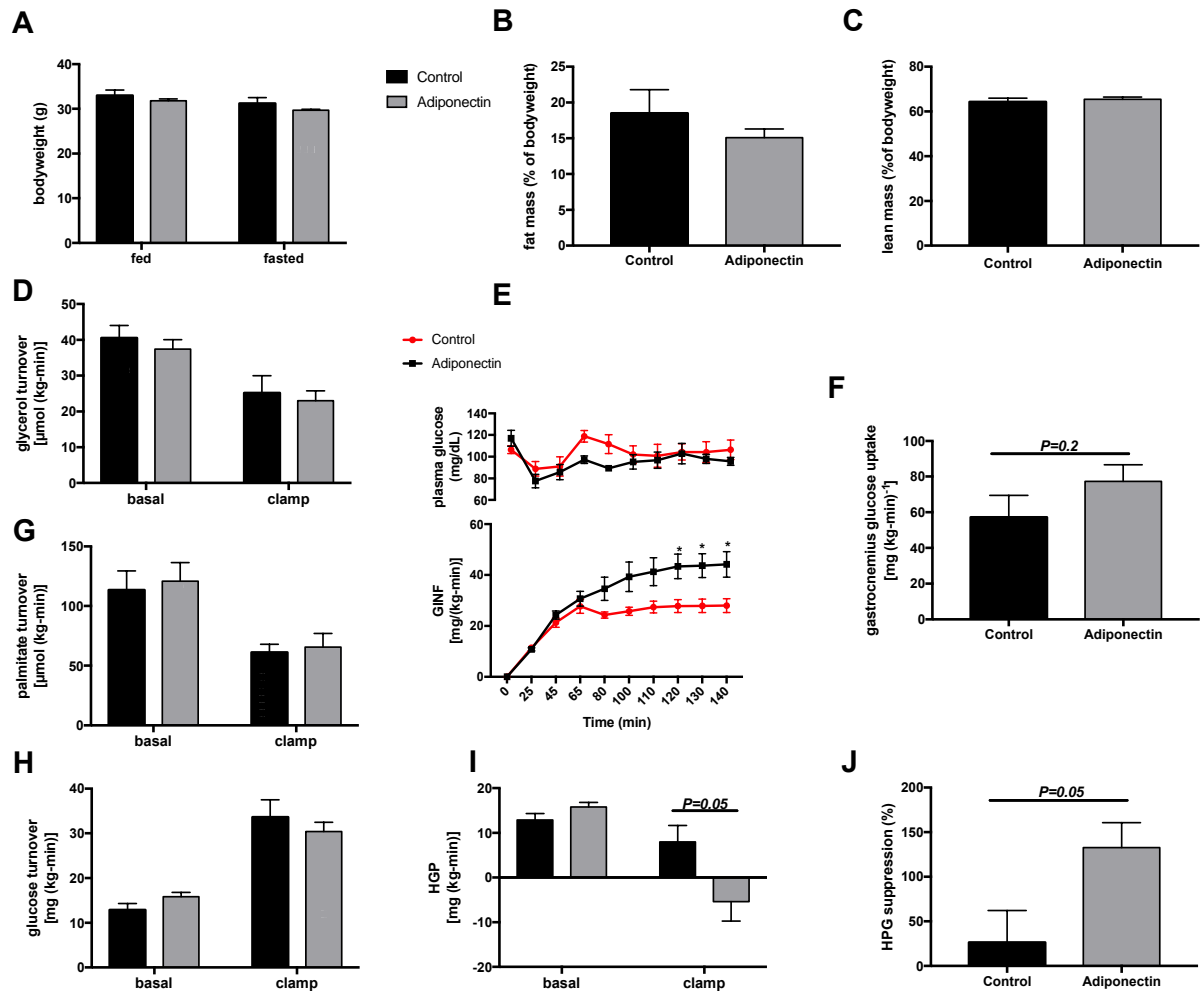 A
bodyweight (g)
40
30
20
10
0
fed
fasted
Control
Adiponectin
B
fat mass (% of bodyweight)
25
20
15
10
5
0
Control
Adiponectin
C
lean mass (%of bodyweight)
80
60
40
20
0
Control
Adiponectin
D
glycerol turnover
[µmol (kg-min)]
50
40
30
20
10
0
basal
clamp
E
Control
Adiponectin
plasma glucose
(mg/dL)
140
120
100
80
60
GINF
[mg/(kg-min)]
60
40
20
0
* * *
0 25 45 65 80 100 110 120 130 140
Time (min)
F
gastrocnemius glucose uptake
[mg (kg-min)⁻¹]
100
80
60
40
20
0
P=0.2
Control
Adiponectin
G
palmitate turnover
[µmol (kg-min)]
150
100
50
0
basal
clamp
H
glucose turnover
[mg (kg-min)]
40
30
20
10
0
basal
clamp
I
HGP
[mg (kg-min)]
20
10
0
-10
-20
P=0.05
basal
clamp
J
HPG suppression (%)
200
150
100
50
0
P=0.05
Control
Adiponectin